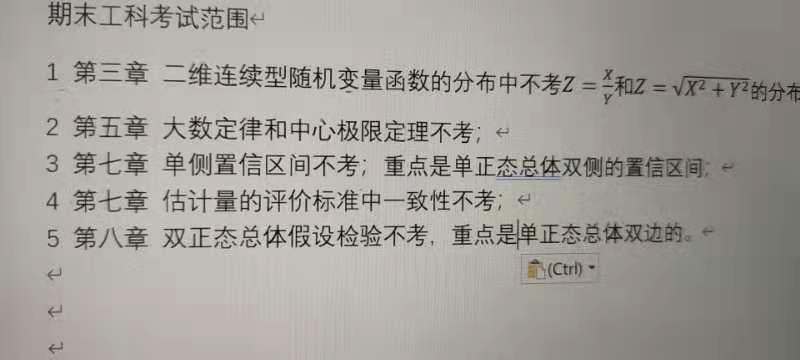 期末工科考试范围
1 第三章 二维连续型随机变量函数的分布中不考Z = X/Y和Z = √(X² + Y²)的分布
2 第五章 大数定律和中心极限定理不考；
3 第七章 单侧置信区间不考；重点是单正态总体双侧的置信区间；
4 第七章 估计量的评价标准中一致性不考；
5 第八章 双正态总体假设检验不考，重点是单正态总体双边的。
(Ctrl)